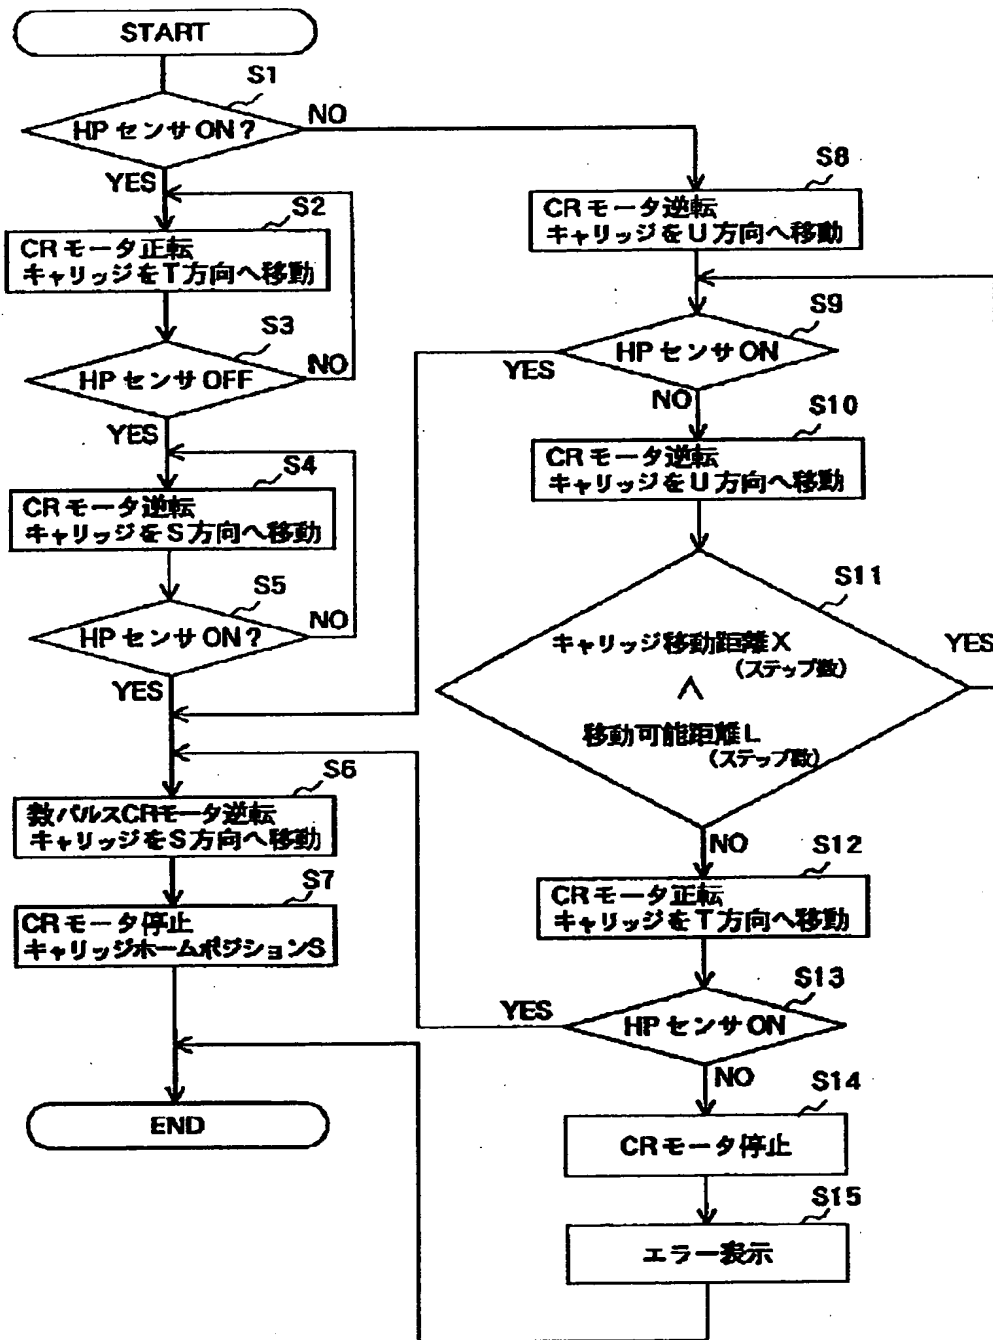 START
S1
HP センサ ON ?
NO
YES
S2
CR モータ正転
キャリッジを T 方向へ移動
S3
HP センサ OFF
NO
YES
S4
CR モータ逆転
キャリッジを S 方向へ移動
S5
HP センサ ON ?
NO
YES
S6
数パルスCRモータ逆転
キャリッジを S 方向へ移動
S7
CR モータ停止
キャリッジホームポジションS
END
S8
CR モータ逆転
キャリッジを U 方向へ移動
S9
HP センサ ON
YES
NO
S10
CR モータ逆転
キャリッジを U 方向へ移動
S11
キャリッジ移動距離 X
(ステップ数)
∧
移動可能距離 L
(ステップ数)
YES
NO
S12
CR モータ正転
キャリッジを T 方向へ移動
S13
HP センサ ON
YES
NO
S14
CR モータ停止
S15
エラー表示